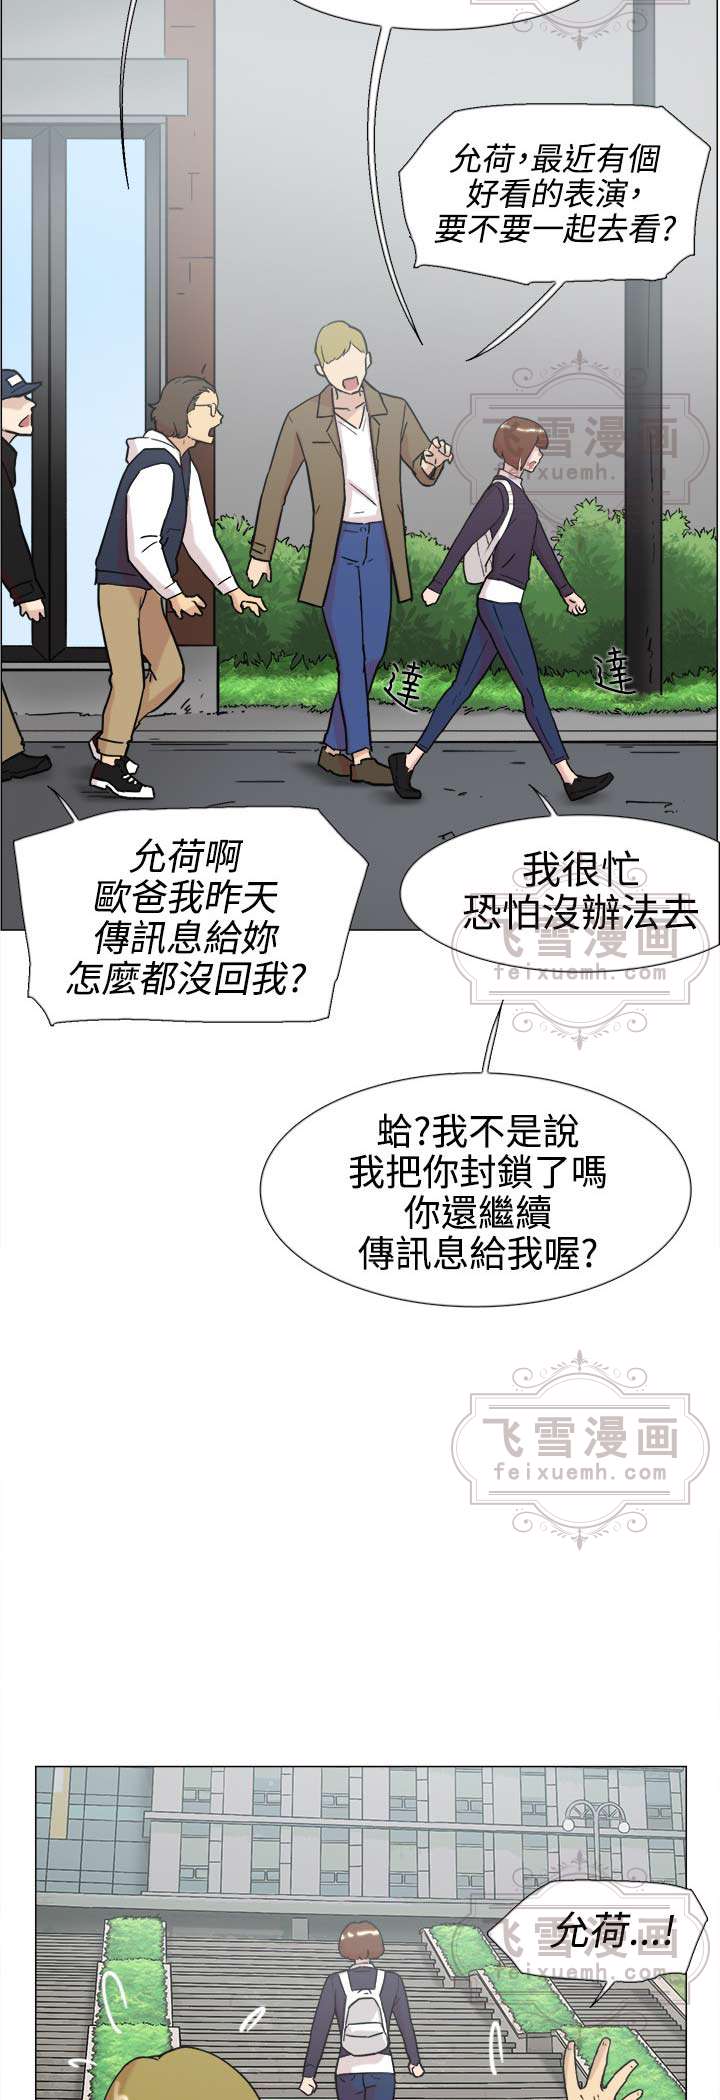 允荷，最近有個
好看的表演，
要不要一起去看?
飞雪漫画
feixuemh.com
達
達
允荷啊
歐爸我昨天
傳訊息給妳
怎麼都沒回我?
我很忙
恐怕沒辦法去
飞雪漫画
feixuemh.com
蛤?我不是說
我把你封鎖了嗎
你還繼續
傳訊息給我喔?
飞雪漫画
feixuemh.com
允荷...!
飞雪漫画
feixuemh.com